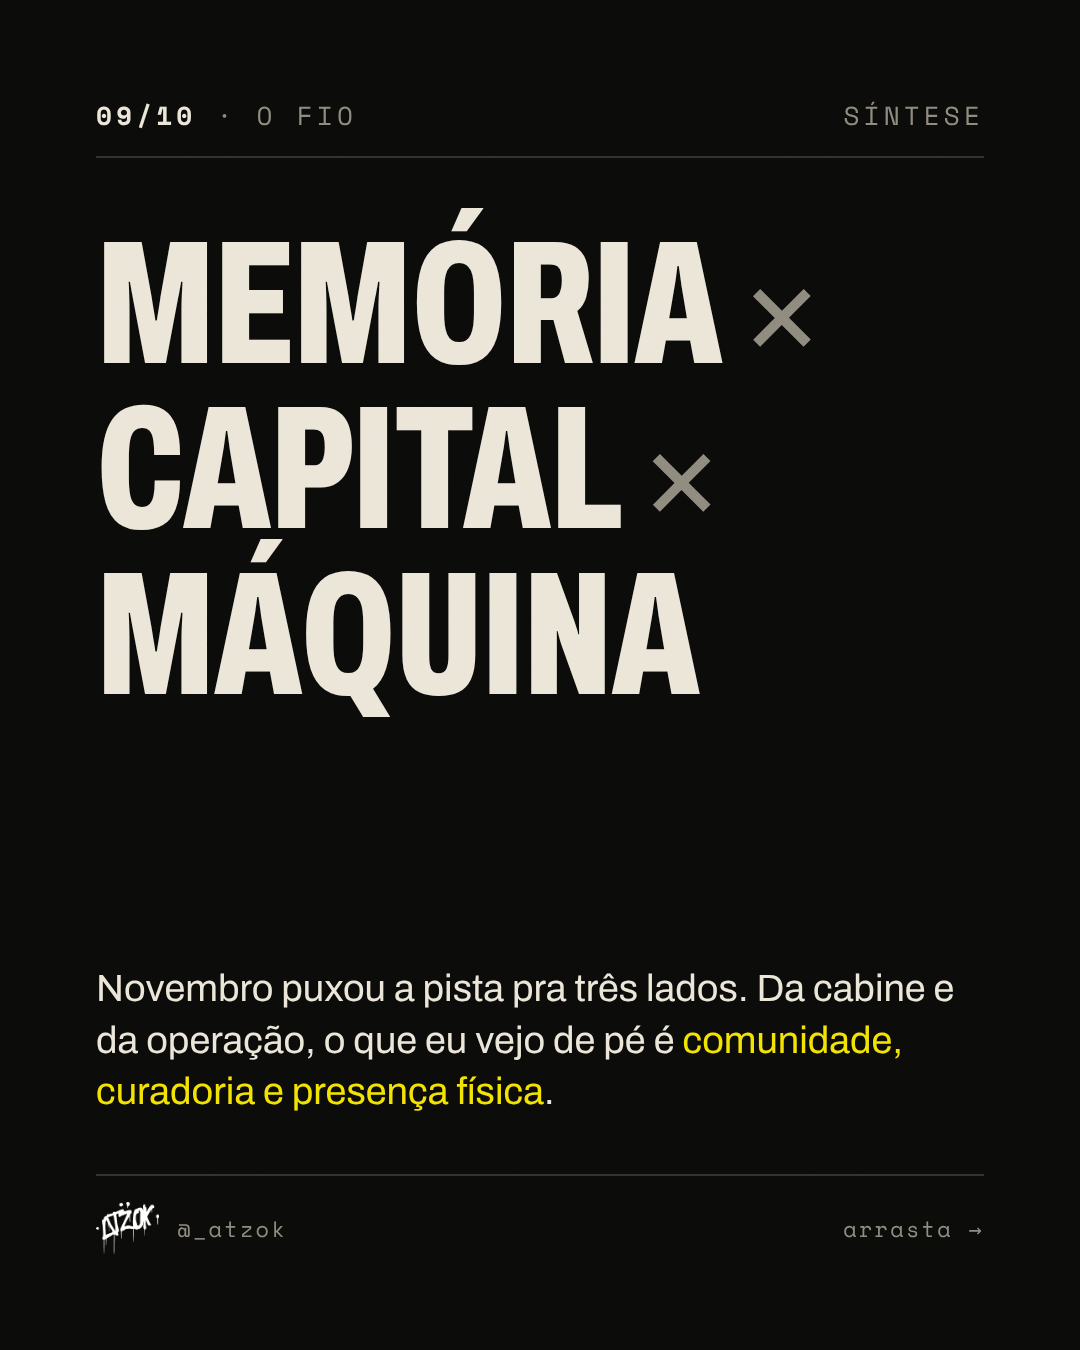 09/10 · O FIO
SÍNTESE
MEMÓRIA ×
CAPITAL ×
MÁQUINA
Novembro puxou a pista pra três lados. Da cabine e
da operação, o que eu vejo de pé é comunidade,
curadoria e presença física.
ATZOK
@_atzok
arrasta →